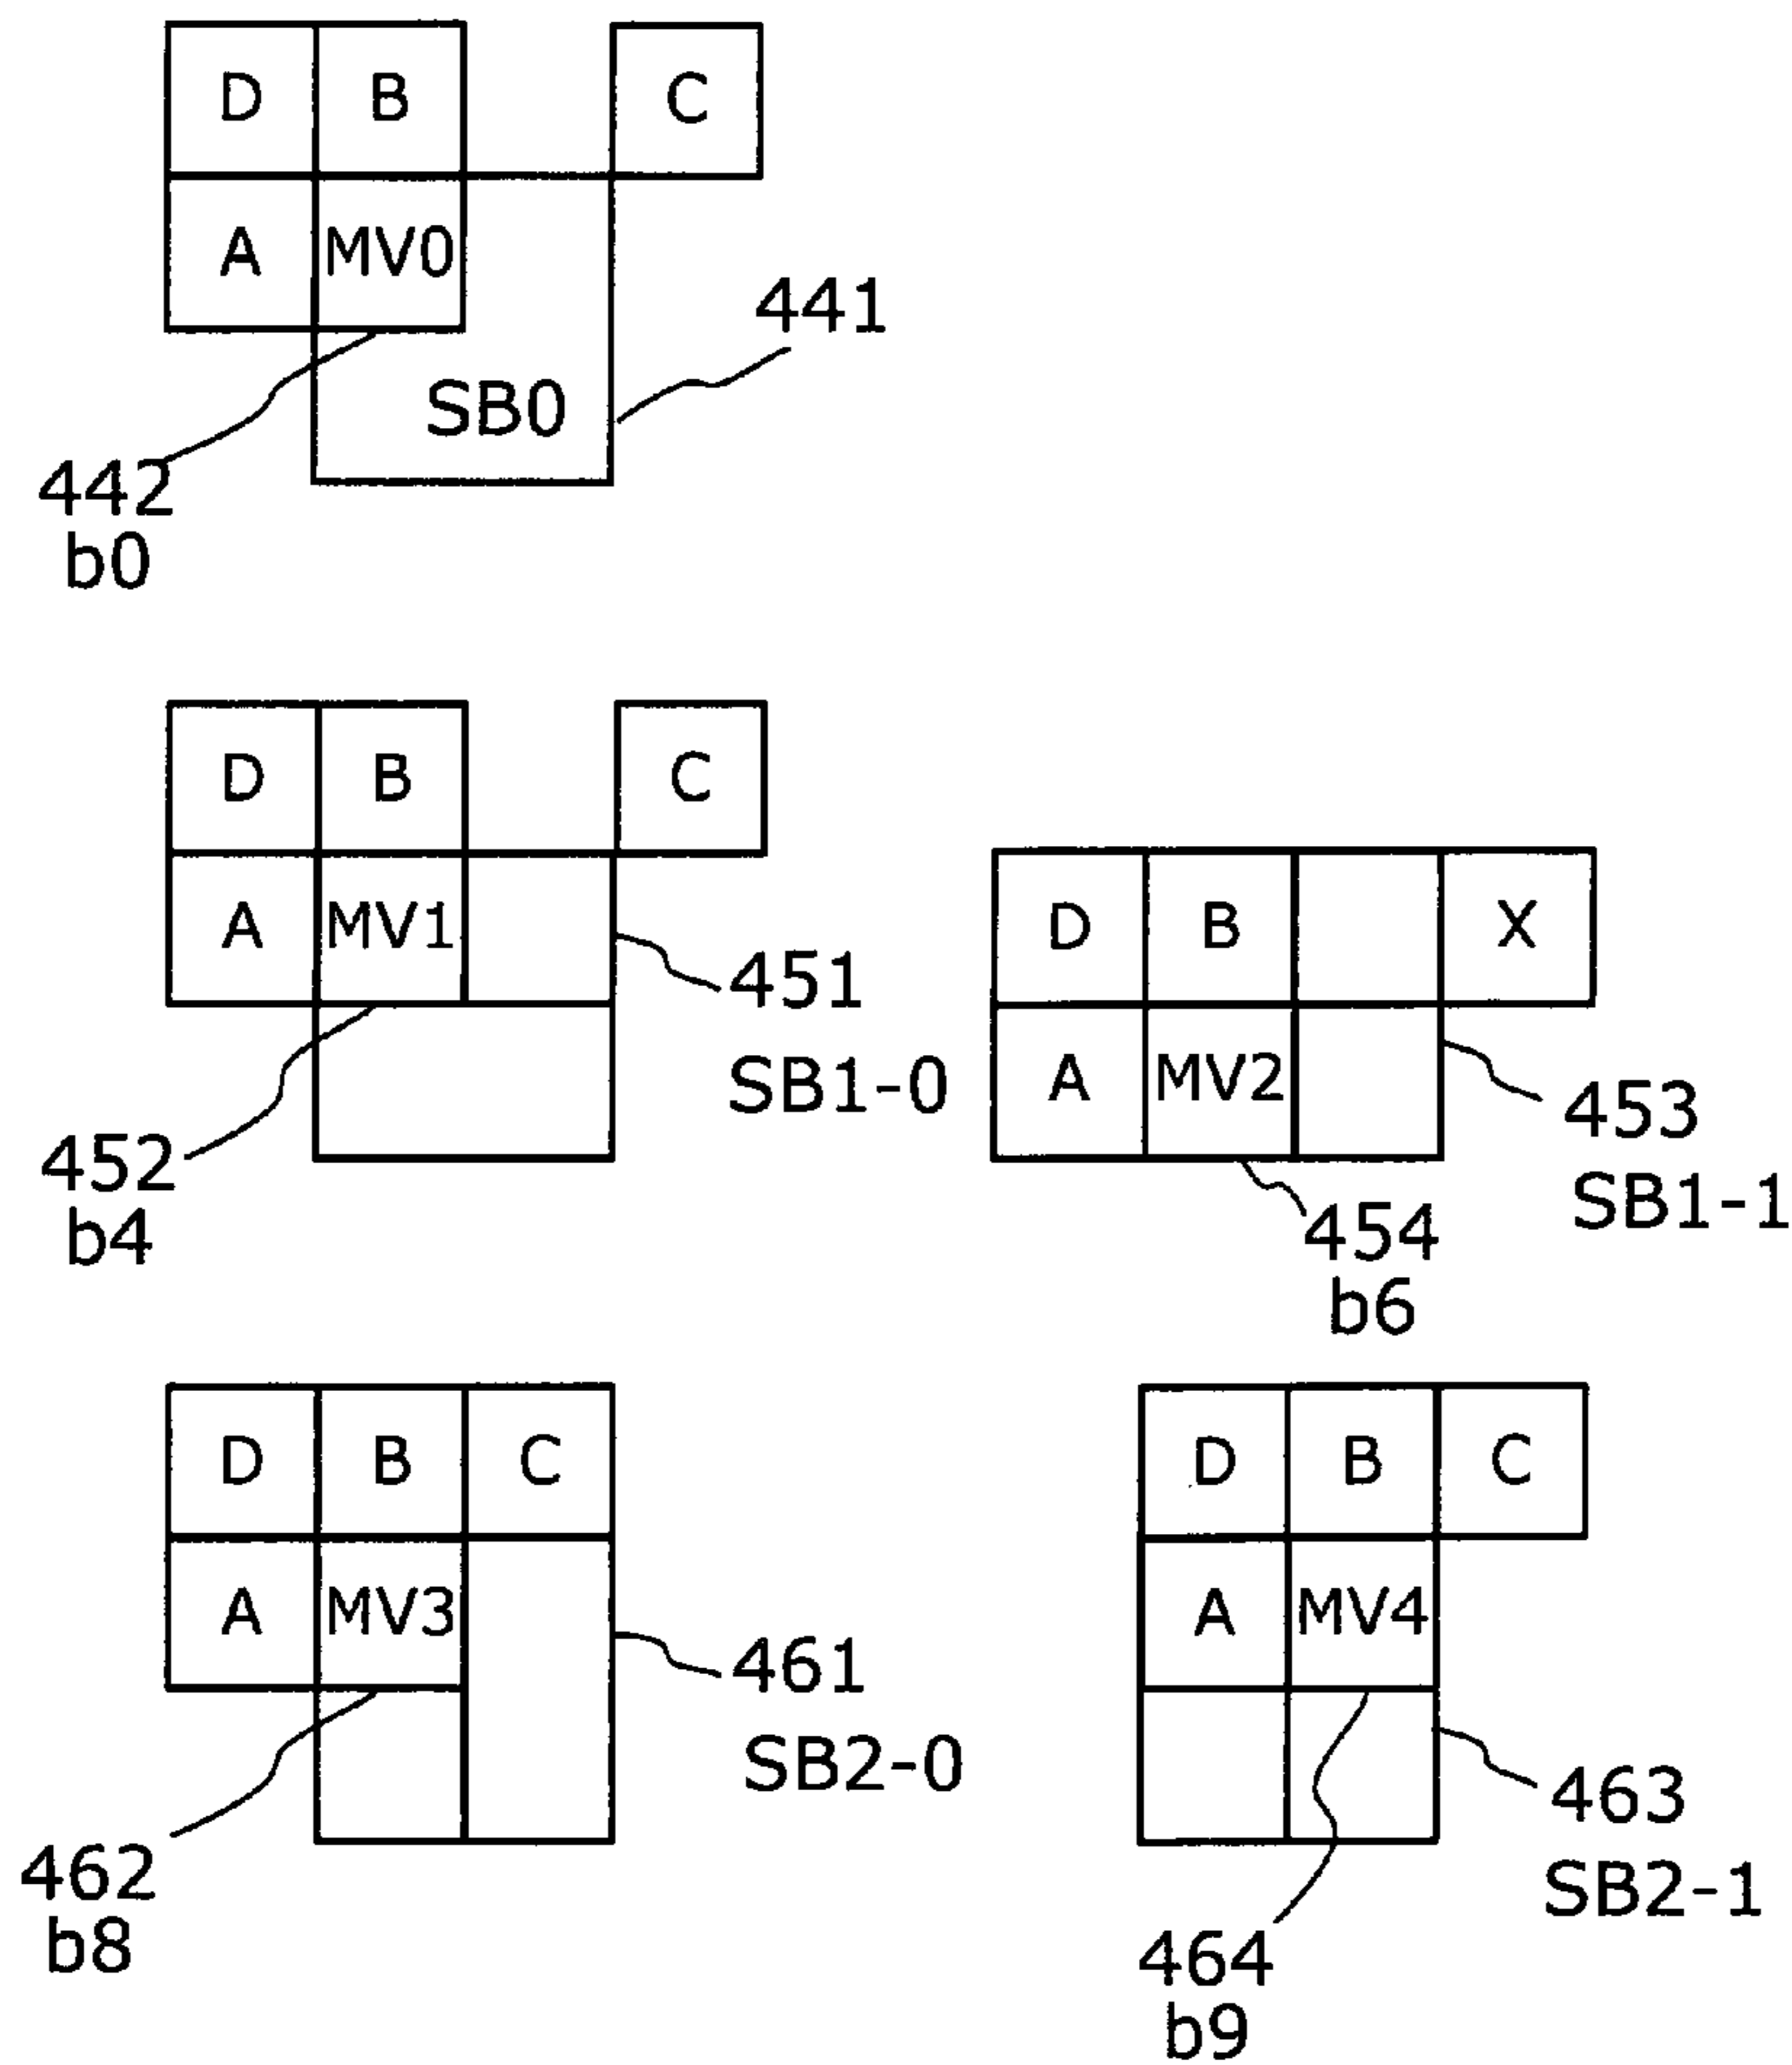 D B C
A MV0
441
SB0
442
b0
D B C
A MV1
D B X
451
A MV2
SB1-0
453
452
SB1-1
b4
454
b6
D B C
D B C
A MV3
A MV4
461
SB2-0
463
462
SB2-1
b8
464
b9